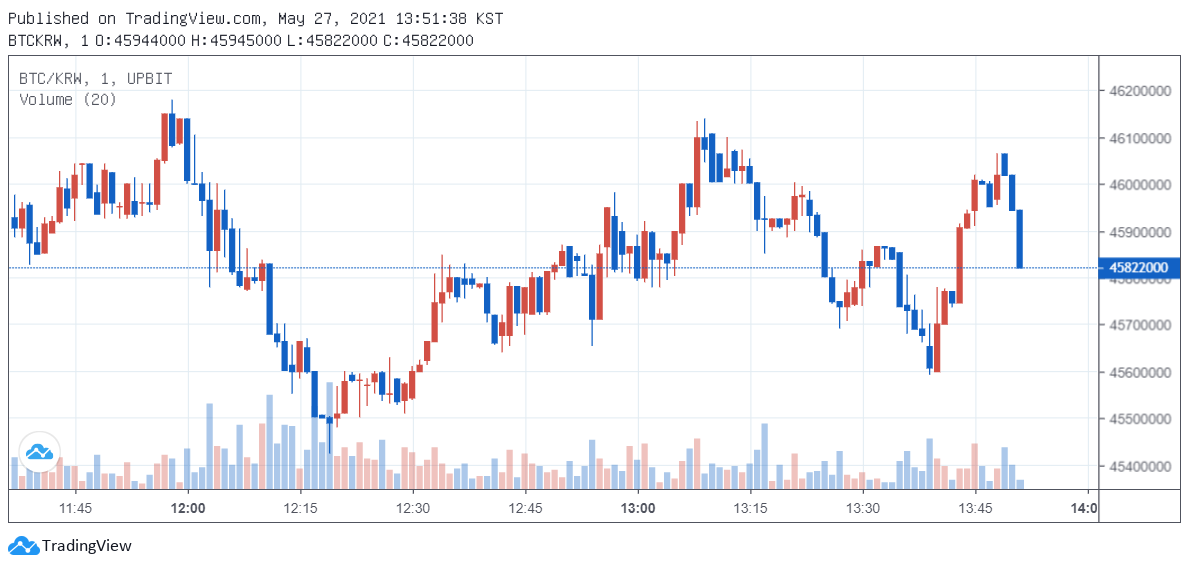 Published on TradingView.com, May 27, 2021 13:51:38 KST
BTCKRW, 1 O:45944000 H:45945000 L:45822000 C:45822000
BTC/KRW, 1, UPBIT
Volume (20)
46200000
46100000
46000000
45900000
45822000
45800000
45700000
45600000
45500000
45400000
11:45 12:00 12:15 12:30 12:45 13:00 13:15 13:30 13:45 14:0
TradingView